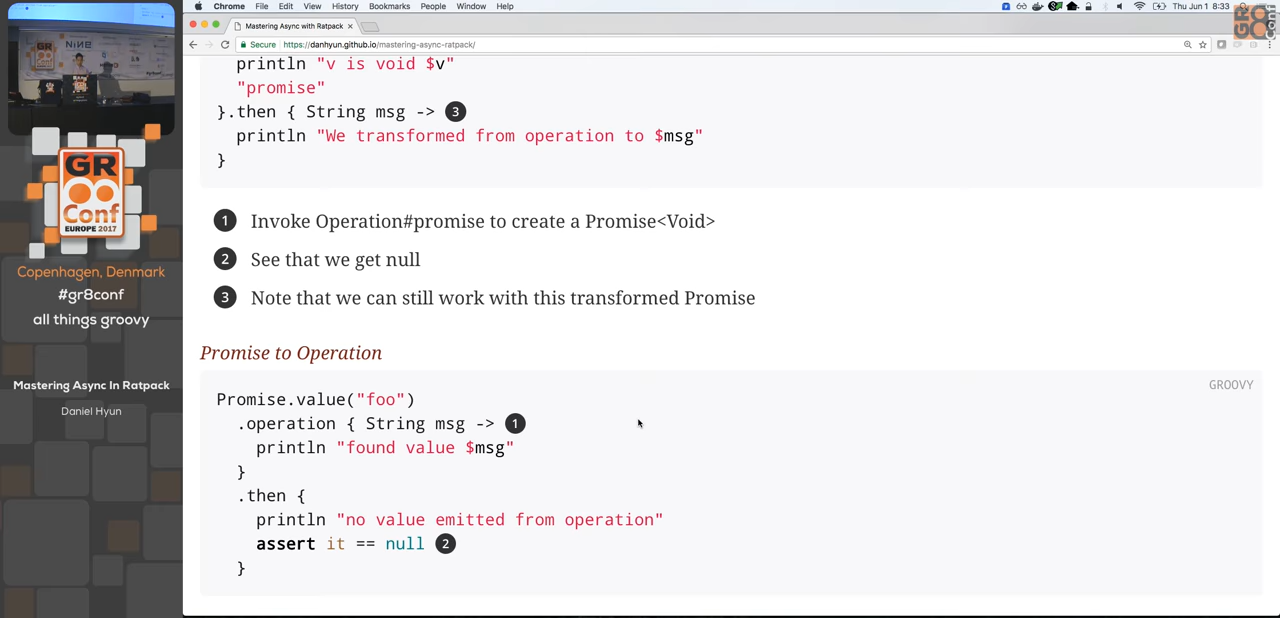 Chrome File Edit View History Bookmarks People Window Help
Thu Jun 1 8:33
Mastering Async with Ratpack
Secure https://danhyun.github.io/mastering-async-ratpack/
GR
conf
GR
NINE
GR
Conf
EUROPE 2017
Copenhagen, Denmark
#gr8conf
all things groovy
Mastering Async In Ratpack
Daniel Hyun
println "v is void $v"
"promise"
}.then { String msg -> 3
println "We transformed from operation to $msg"
}
1 Invoke Operation#promise to create a Promise<Void>
2 See that we get null
3 Note that we can still work with this transformed Promise
Promise to Operation
GROOVY
Promise.value("foo")
.operation { String msg -> 1
println "found value $msg"
}
.then {
println "no value emitted from operation"
assert it == null 2
}